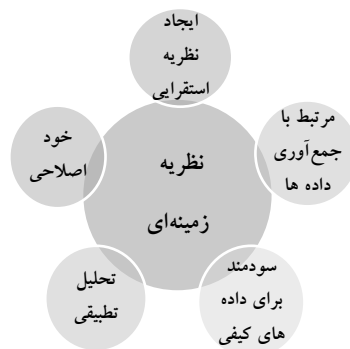 ایجاد
نظریه
استقرایی
مرتبط با
جمع‌آوری
داده ها
سودمند
برای داده
های کیفی
تحلیل
تطبیقی
خود
اصلاحی
نظریه
زمینه‌ای